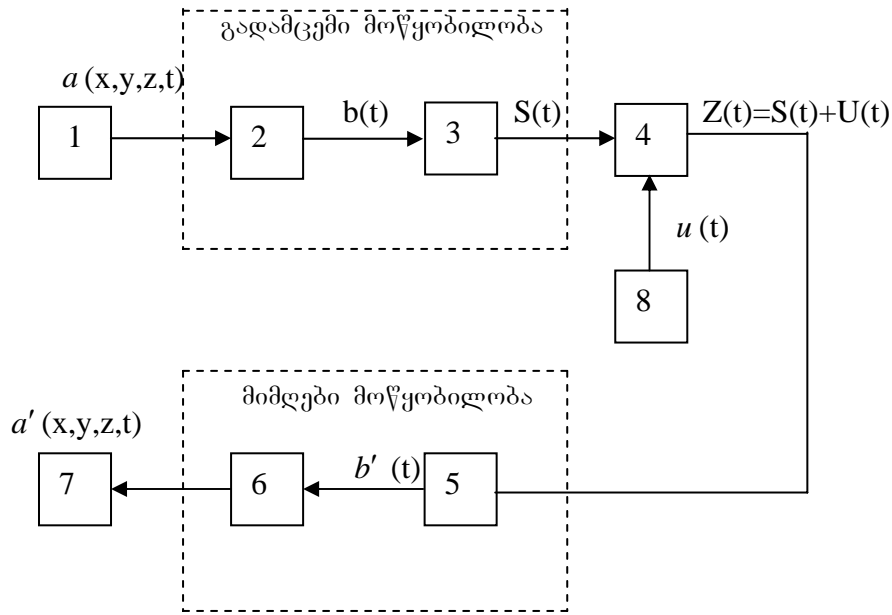 გადამცემი მოწყობილობა
a (x,y,z,t)
1
2
b(t)
3
S(t)
4
Z(t)=S(t)+U(t)
u (t)
8
მიმღები მოწყობილობა
a′ (x,y,z,t)
7
6
b′ (t)
5